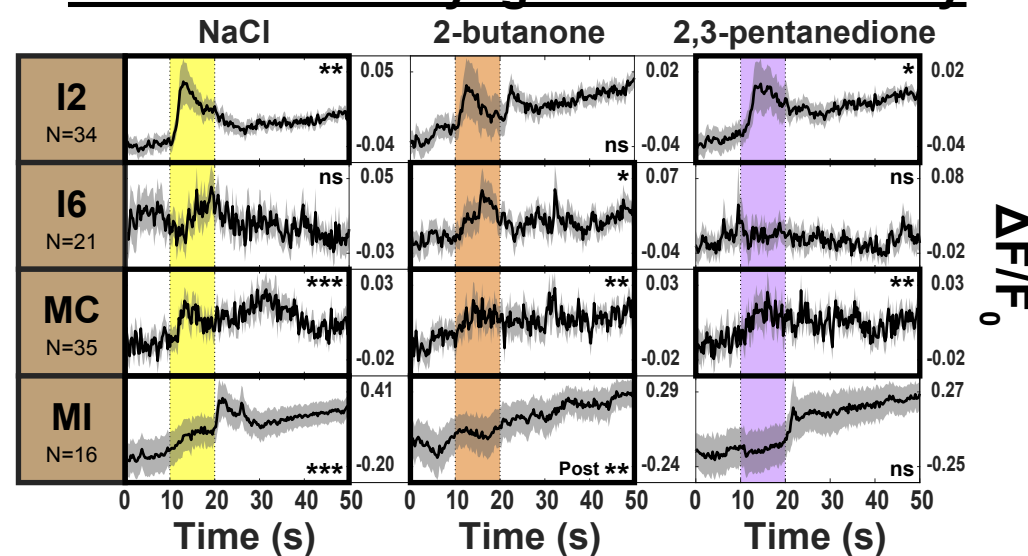 NaCl 2-butanone 2,3-pentanedione
I2 ** 0.05 0.02 * 0.02
N=34 -0.04 ns -0.04 -0.04
I6 ns 0.05 * 0.07 ns 0.08
N=21 -0.03 -0.04 -0.02
MC *** 0.03 ** 0.03 ** 0.03
N=35 -0.02 -0.02 -0.02
MI 0.41 0.29 0.27
N=16 *** -0.20 Post ** -0.24 ns -0.25
0 10 20 30 40 50 0 10 20 30 40 50 0 10 20 30 40 50
Time (s) Time (s) Time (s)
ΔF/F0